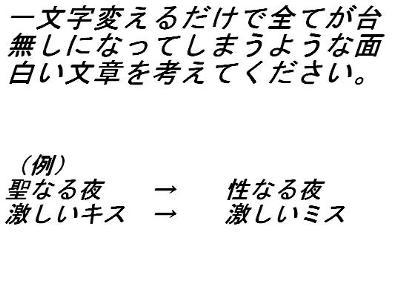 一文字変えるだけで全てが台
無しになってしまうような面
白い文章を考えてください。
(例)
聖なる夜 → 性なる夜
激しいキス → 激しいミス